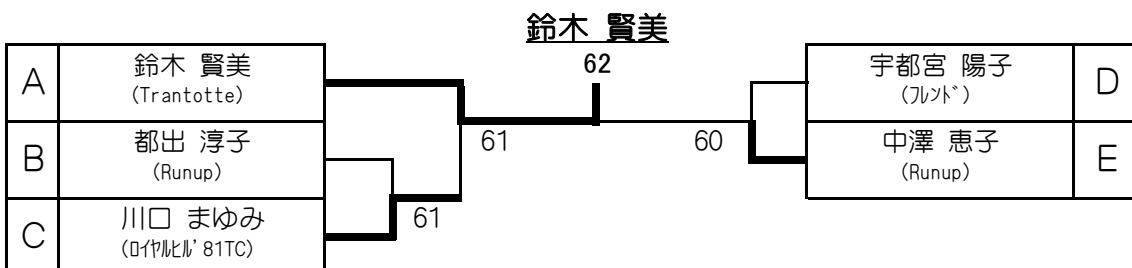 鈴木 賢美
62
A
鈴木 賢美
(Trantotte)
B
都出 淳子
(Runup)
C
川口 まゆみ
(ﾛｲﾔﾙﾋﾙ'81TC)
61
61
60
宇都宮 陽子
(ﾌﾚﾝﾄﾞ)
D
中澤 恵子
(Runup)
E